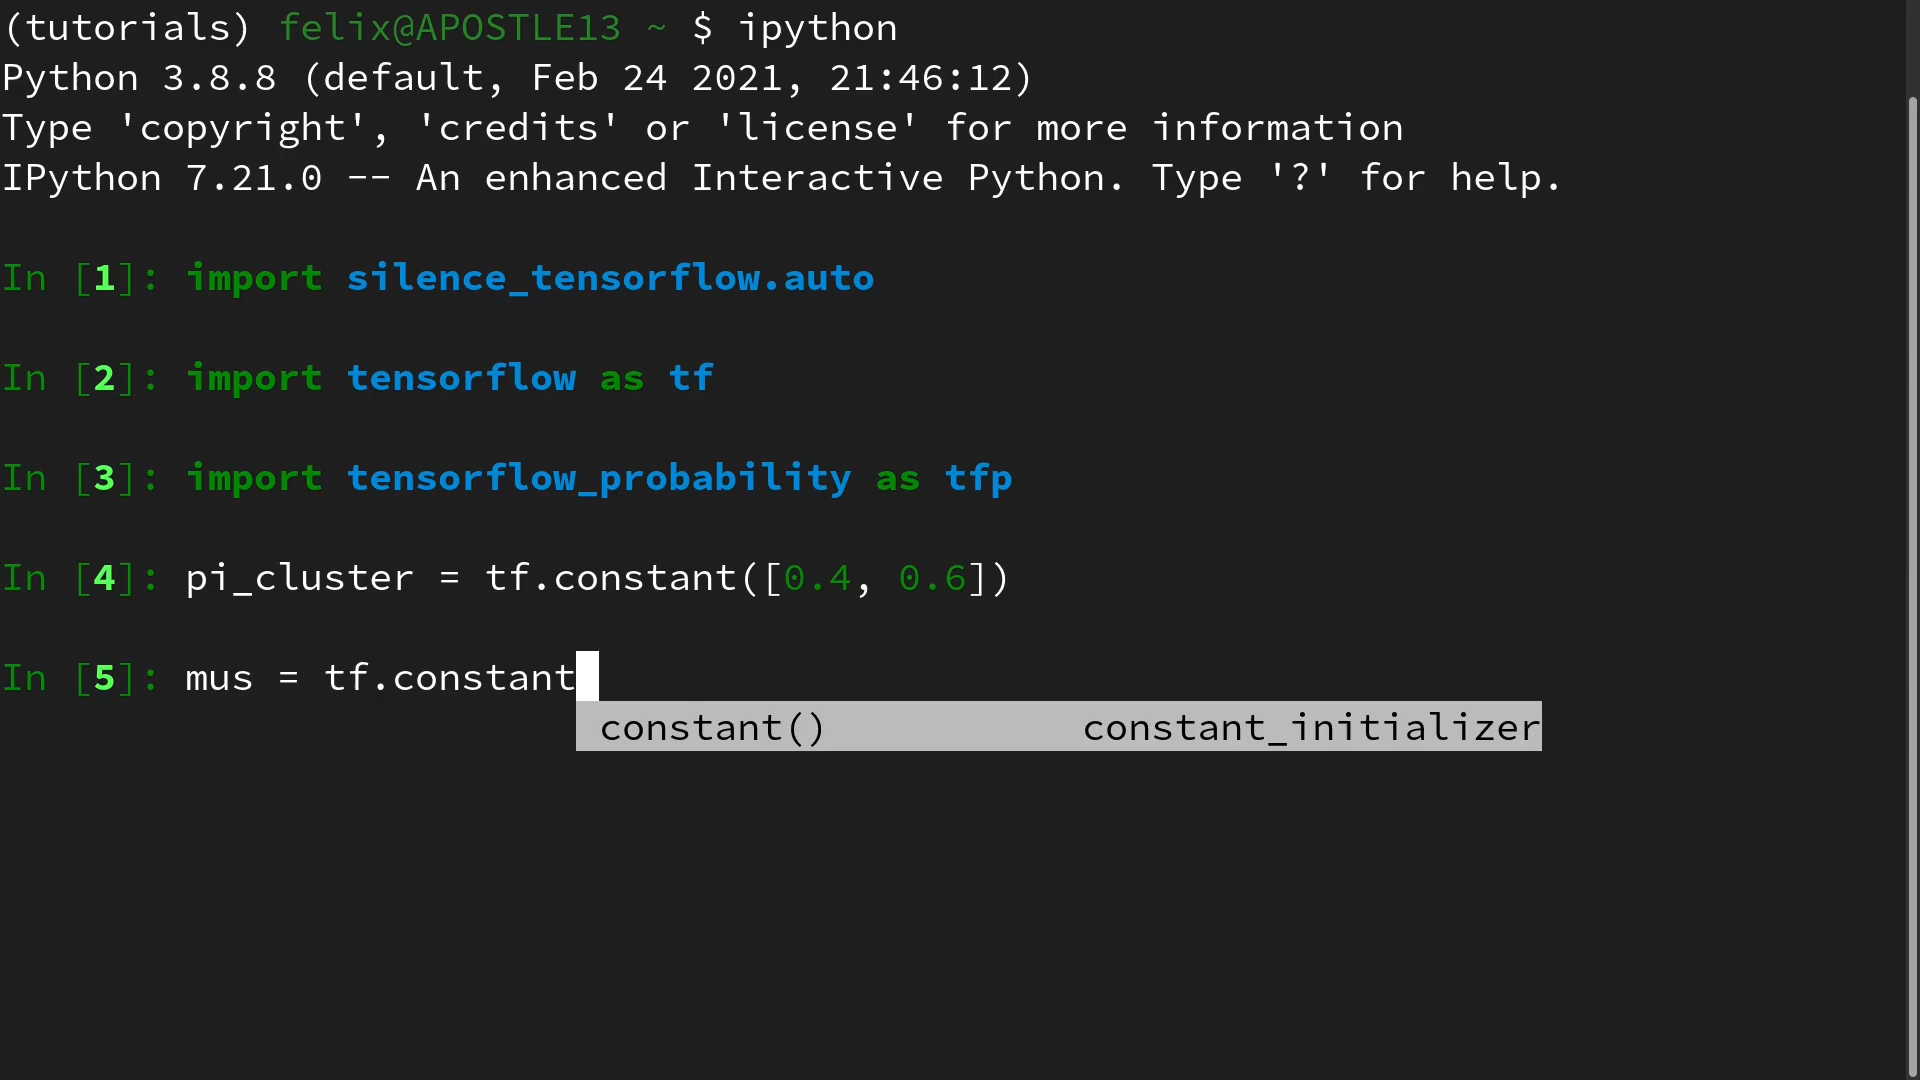 (tutorials) felix@APOSTLE13 ~ $ ipython
Python 3.8.8 (default, Feb 24 2021, 21:46:12)
Type 'copyright', 'credits' or 'license' for more information
IPython 7.21.0 -- An enhanced Interactive Python. Type '?' for help.
In [1]: import silence_tensorflow.auto
In [2]: import tensorflow as tf
In [3]: import tensorflow_probability as tfp
In [4]: pi_cluster = tf.constant([0.4, 0.6])
In [5]: mus = tf.constant
constant() constant_initializer